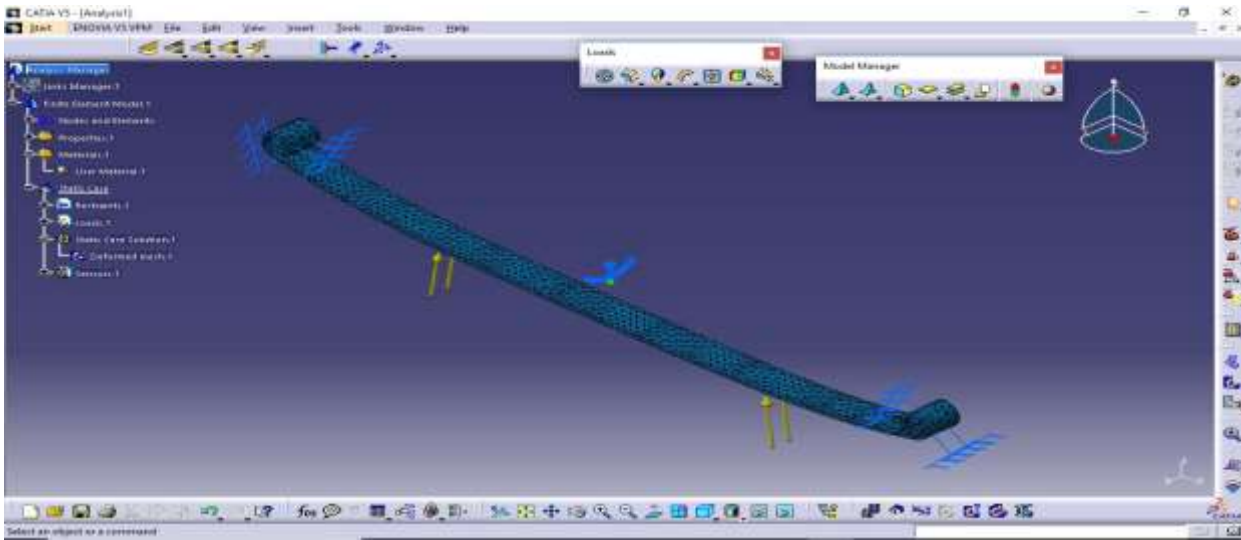 CATIA V5 - [Analysis1]
Start ENOVIA V5 VPM File Edit View Insert Tools Window Help
Loads
Model Manager
Analysis Manager
Links Manager.1
Finite Element Model.1
Nodes and Elements
Properties.1
Materials.1
User Material.1
Static Case
Restraints.1
Loads.1
Static Case Solution.1
Deformed mesh.1
Sensors.1
Select an object or a command